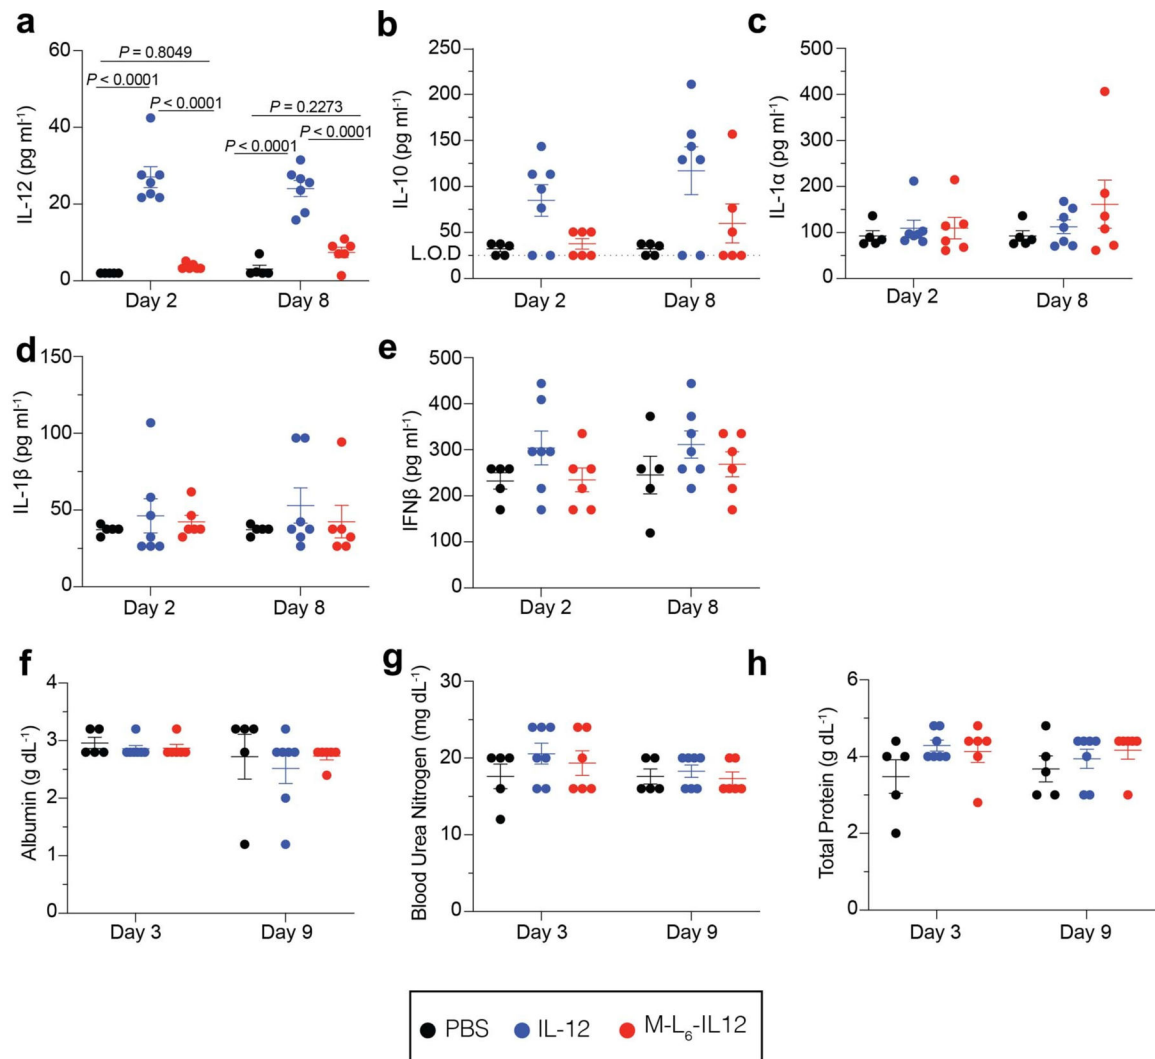 a
IL-12 (pg ml⁻¹)
60
40
20
0
P = 0.8049
P < 0.0001
P < 0.0001
P = 0.2273
P < 0.0001
P < 0.0001
Day 2
Day 8
b
IL-10 (pg ml⁻¹)
250
200
150
100
50
L.O.D
0
Day 2
Day 8
c
IL-1α (pg ml⁻¹)
500
400
300
200
100
0
Day 2
Day 8
d
IL-1β (pg ml⁻¹)
150
100
50
0
Day 2
Day 8
e
IFNβ (pg ml⁻¹)
500
400
300
200
100
0
Day 2
Day 8
f
Albumin (g dL⁻¹)
4
3
2
1
0
Day 3
Day 9
g
Blood Urea Nitrogen (mg dL⁻¹)
30
20
10
0
Day 3
Day 9
h
Total Protein (g dL⁻¹)
6
4
2
0
Day 3
Day 9
PBS IL-12 M-L₆-IL12